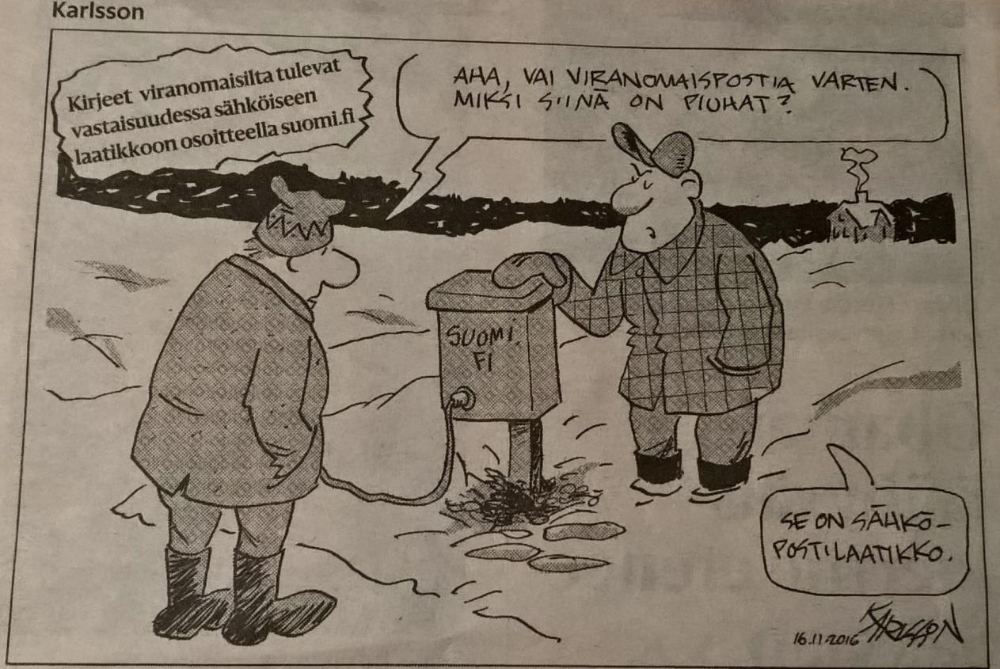 Karlsson
Kirjeet viranomaisilta tulevat
vastaisuudessa sähköiseen
laatikkoon osoitteella suomi.fi
AHA, VAI VIRANOMAISPOSTIA VARTEN.
MIKSI SIINÄ ON PIUHAT?
SUOMI.
FI
SE ON SÄHKÖ-
POSTILAATIKKO.
16.11.2016 KARLSSON